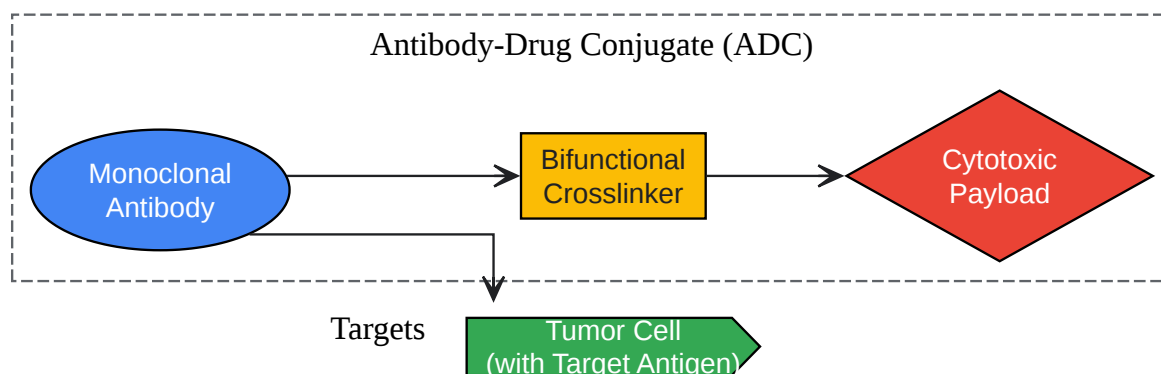 Antibody-Drug Conjugate (ADC)
Monoclonal
Antibody
Bifunctional
Crosslinker
Cytotoxic
Payload
Targets
Tumor Cell
(with Target Antigen)